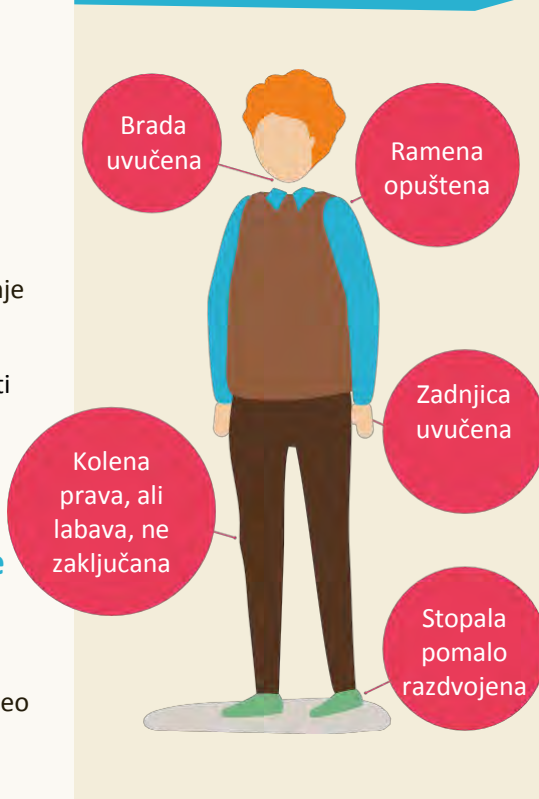 Brada
uvučena
Ramena
opuštena
Zadnjica
uvučena
Kolena
prava, ali
labava, ne
zaključana
Stopala
pomalo
razdvojena